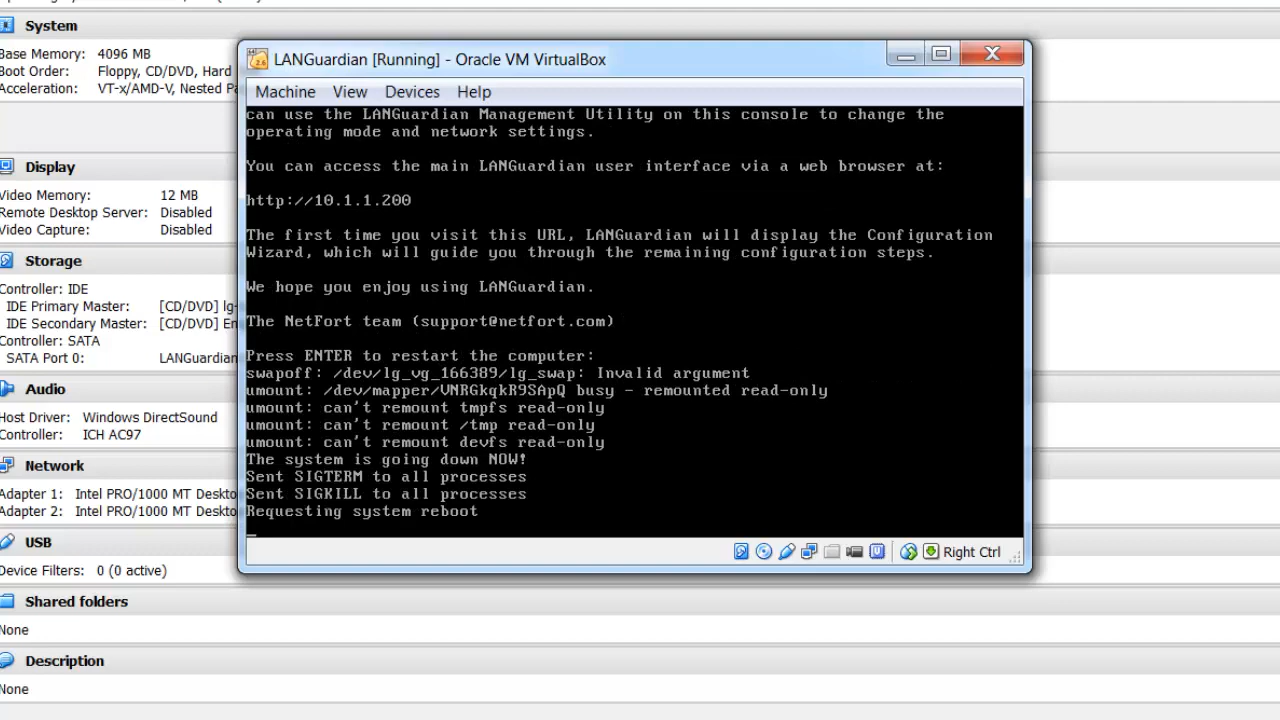 System
Base Memory: 4096 MB
Boot Order: Floppy, CD/DVD, Hard
Acceleration: VT-x/AMD-V, Nested Pa
Display
Video Memory: 12 MB
Remote Desktop Server: Disabled
Video Capture: Disabled
Storage
Controller: IDE
IDE Primary Master: [CD/DVD] lg-
IDE Secondary Master: [CD/DVD] Em
Controller: SATA
SATA Port 0: LANGuardian
Audio
Host Driver: Windows DirectSound
Controller: ICH AC97
Network
Adapter 1: Intel PRO/1000 MT Deskto
Adapter 2: Intel PRO/1000 MT Deskto
USB
Device Filters: 0 (0 active)
Shared folders
None
Description
None
LANGuardian [Running] - Oracle VM VirtualBox
Machine View Devices Help
can use the LANGuardian Management Utility on this console to change the
operating mode and network settings.
You can access the main LANGuardian user interface via a web browser at:
http://10.1.1.200
The first time you visit this URL, LANGuardian will display the Configuration
Wizard, which will guide you through the remaining configuration steps.
We hope you enjoy using LANGuardian.
The NetFort team (support@netfort.com)
Press ENTER to restart the computer:
swapoff: /dev/lg_vg_166389/lg_swap: Invalid argument
umount: /dev/mapper/VNRGkqkR9SApQ busy - remounted read-only
umount: can't remount tmpfs read-only
umount: can't remount /tmp read-only
umount: can't remount devfs read-only
The system is going down NOW!
Sent SIGTERM to all processes
Sent SIGKILL to all processes
Requesting system reboot
Right Ctrl